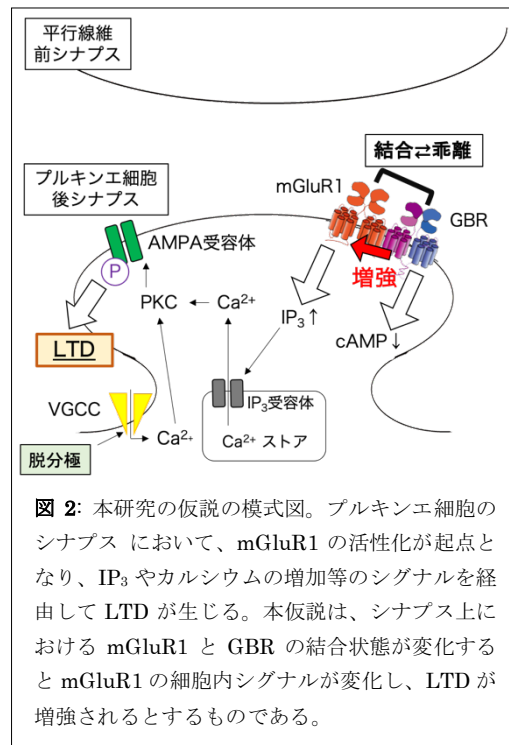 平行線維
前シナプス
結合⇄乖離
プルキンエ細胞
後シナプス
mGluR1
GBR
AMPA受容体
P
増強
PKC
Ca²⁺
IP₃↑
cAMP↓
LTD
VGCC
IP₃受容体
Ca²⁺
Ca²⁺ ストア
脱分極
図 2: 本研究の仮説の模式図。プルキンエ細胞の
シナプス において、mGluR1 の活性化が起点と
なり、IP₃ やカルシウムの増加等のシグナルを経
由して LTD が生じる。本仮説は、シナプス上に
おける mGluR1 と GBR の結合状態が変化する
と mGluR1 の細胞内シグナルが変化し、LTD が
増強されるとするものである。